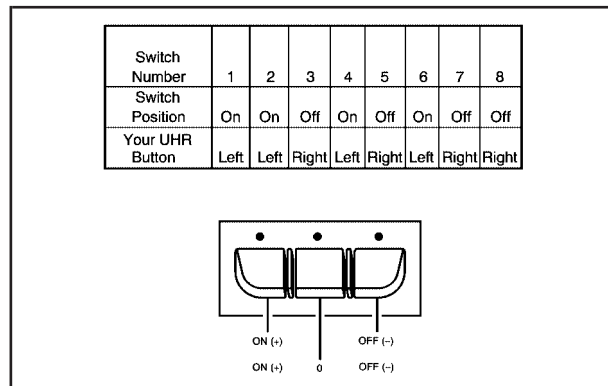 Switch Number 1 2 3 4 5 6 7 8
Switch Position On On Off On Off On Off Off
Your UHR Button Left Left Right Left Right Left Right Right
ON (+) OFF (–)
ON (+) 0 OFF (–)